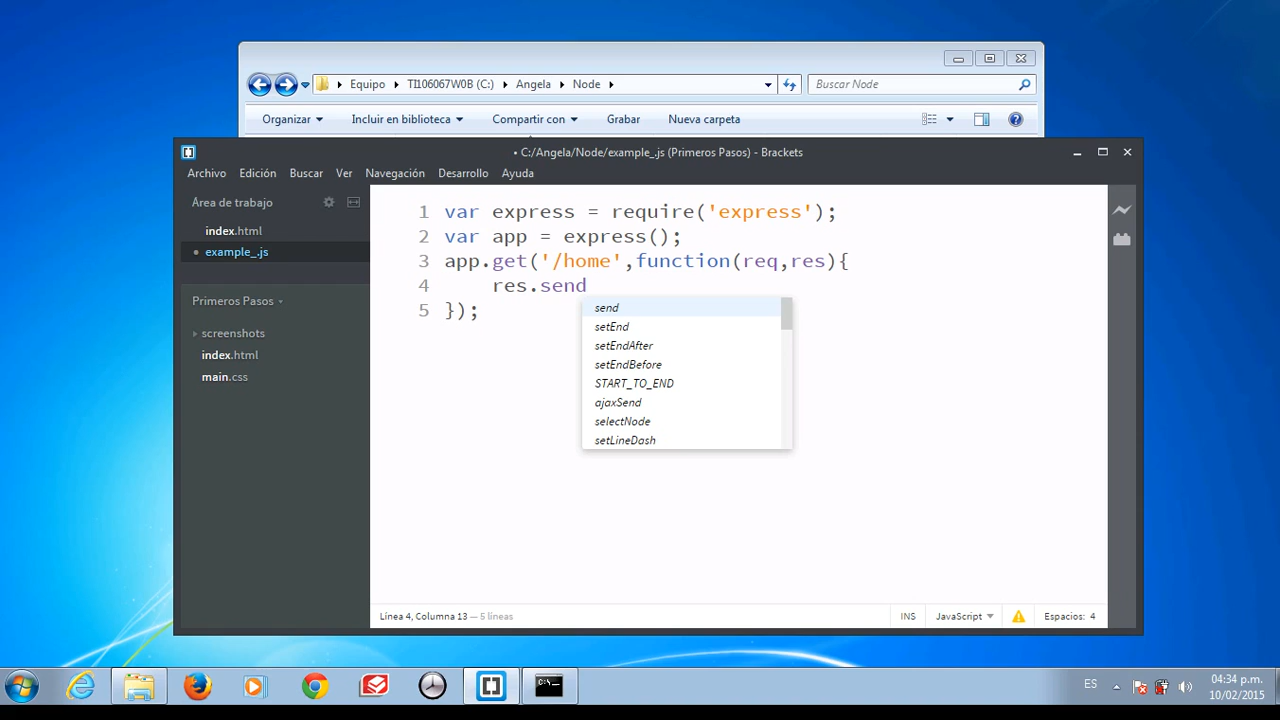 Equipo TI106067W0B (C:) Angela Node Buscar Node
Organizar Incluir en biblioteca Compartir con Grabar Nueva carpeta
• C:/Angela/Node/example_.js (Primeros Pasos) - Brackets
Archivo Edición Buscar Ver Navegación Desarrollo Ayuda
Área de trabajo
index.html
example_.js
Primeros Pasos
screenshots
index.html
main.css
1 var express = require('express');
2 var app = express();
3 app.get('/home',function(req,res){
4 res.send
5 });
send
setEnd
setEndAfter
setEndBefore
START_TO_END
ajaxSend
selectNode
setLineDash
Línea 4, Columna 13 — 5 líneas INS JavaScript Espacios: 4
C:\_
ES 04:34 p.m.
10/02/2015